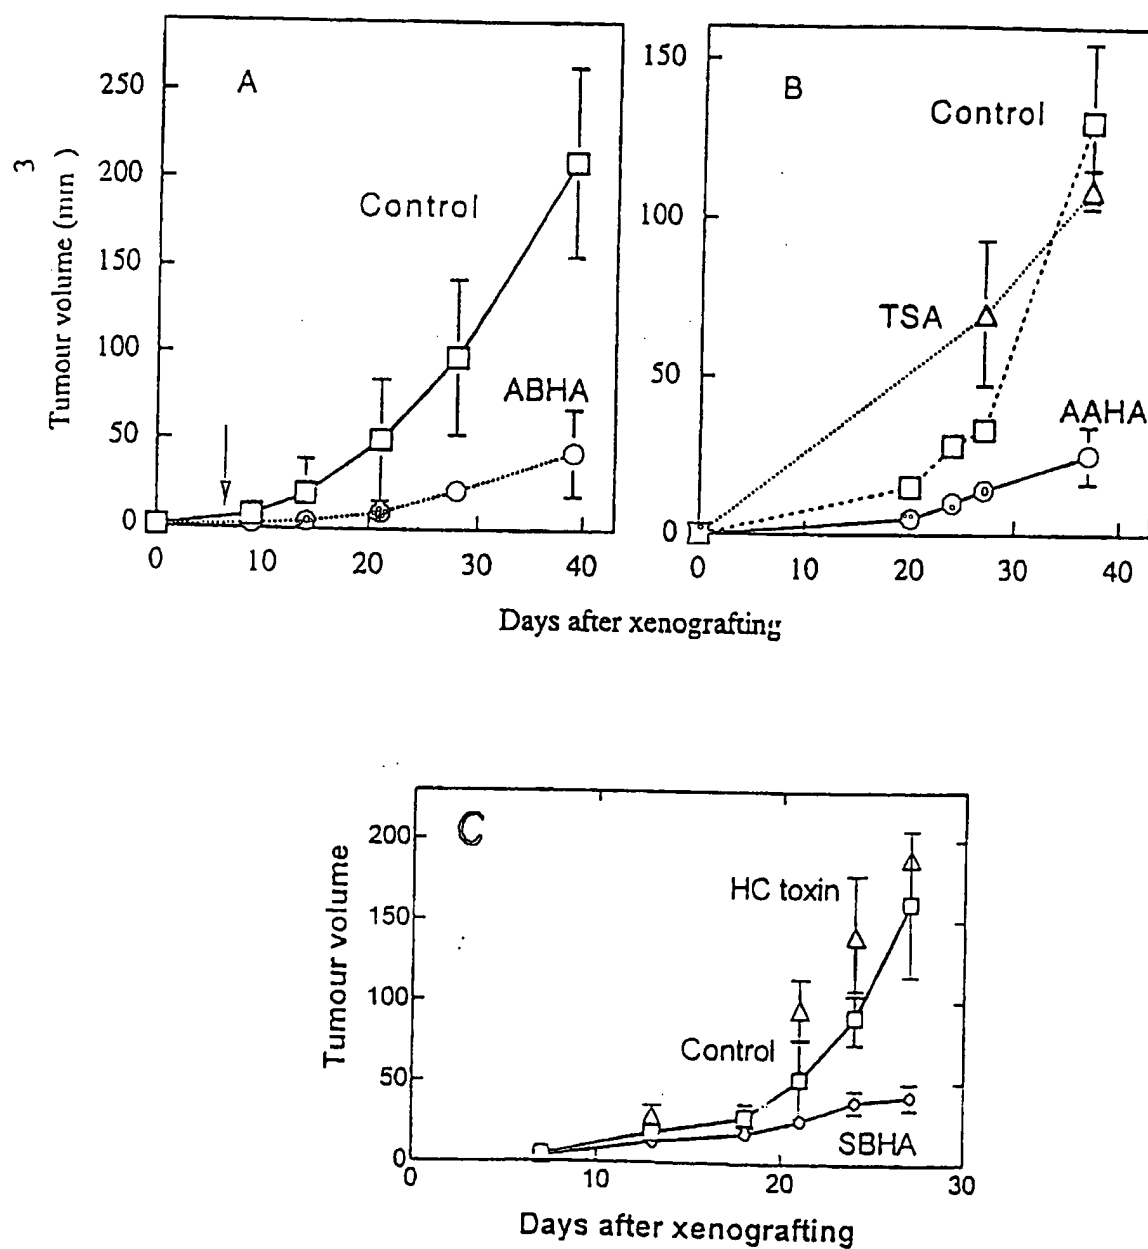 A
250
200
150
100
50
0
Tumour volume (mm 3)
Control
ABHA
0 10 20 30 40
B
150
100
50
0
Control
TSA
AAHA
0 10 20 30 40
Days after xenografting
C
200
150
100
50
0
Tumour volume
HC toxin
Control
SBHA
0 10 20 30
Days after xenografting